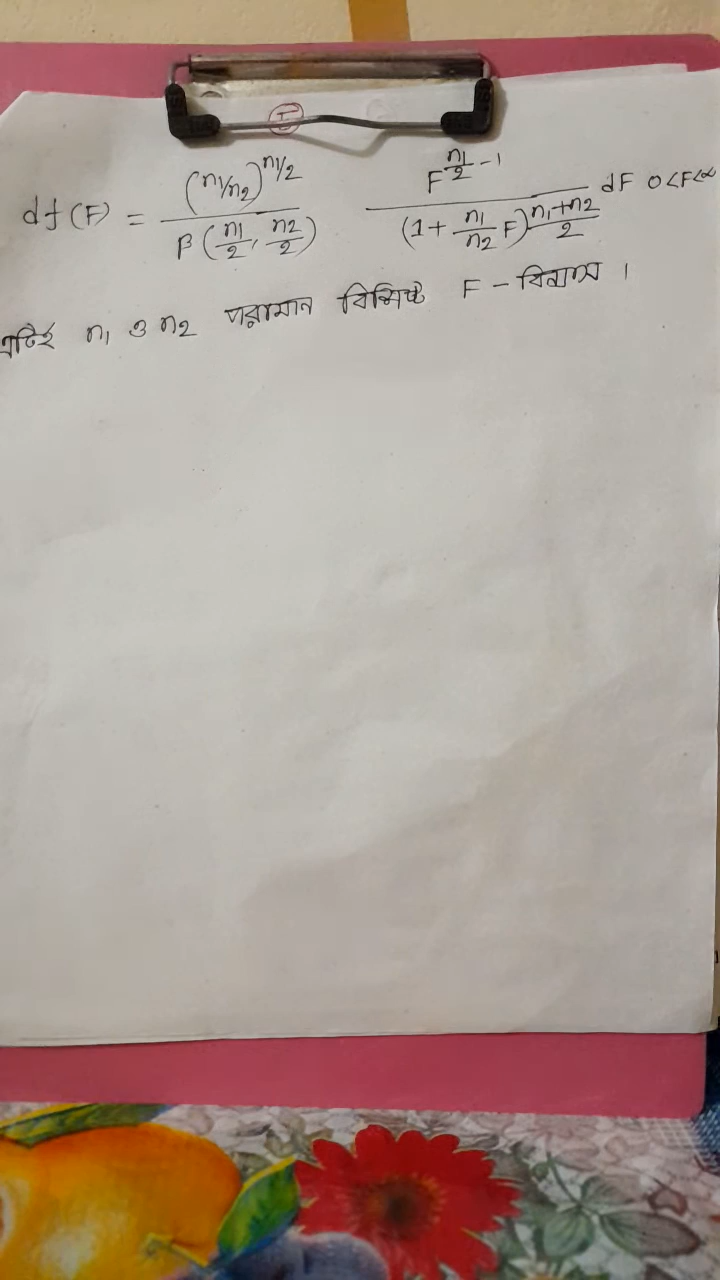 df(F) = (n₁/n₂)^(n₁/2) / β(n₁/2, n₂/2) F^(n₁/2 - 1) / (1 + n₁/n₂ F)^((n₁+n₂)/2) dF 0<F<∞
এটিই n₁ ও n₂ পরামান বিশিষ্ট F - বিন্যাস ।